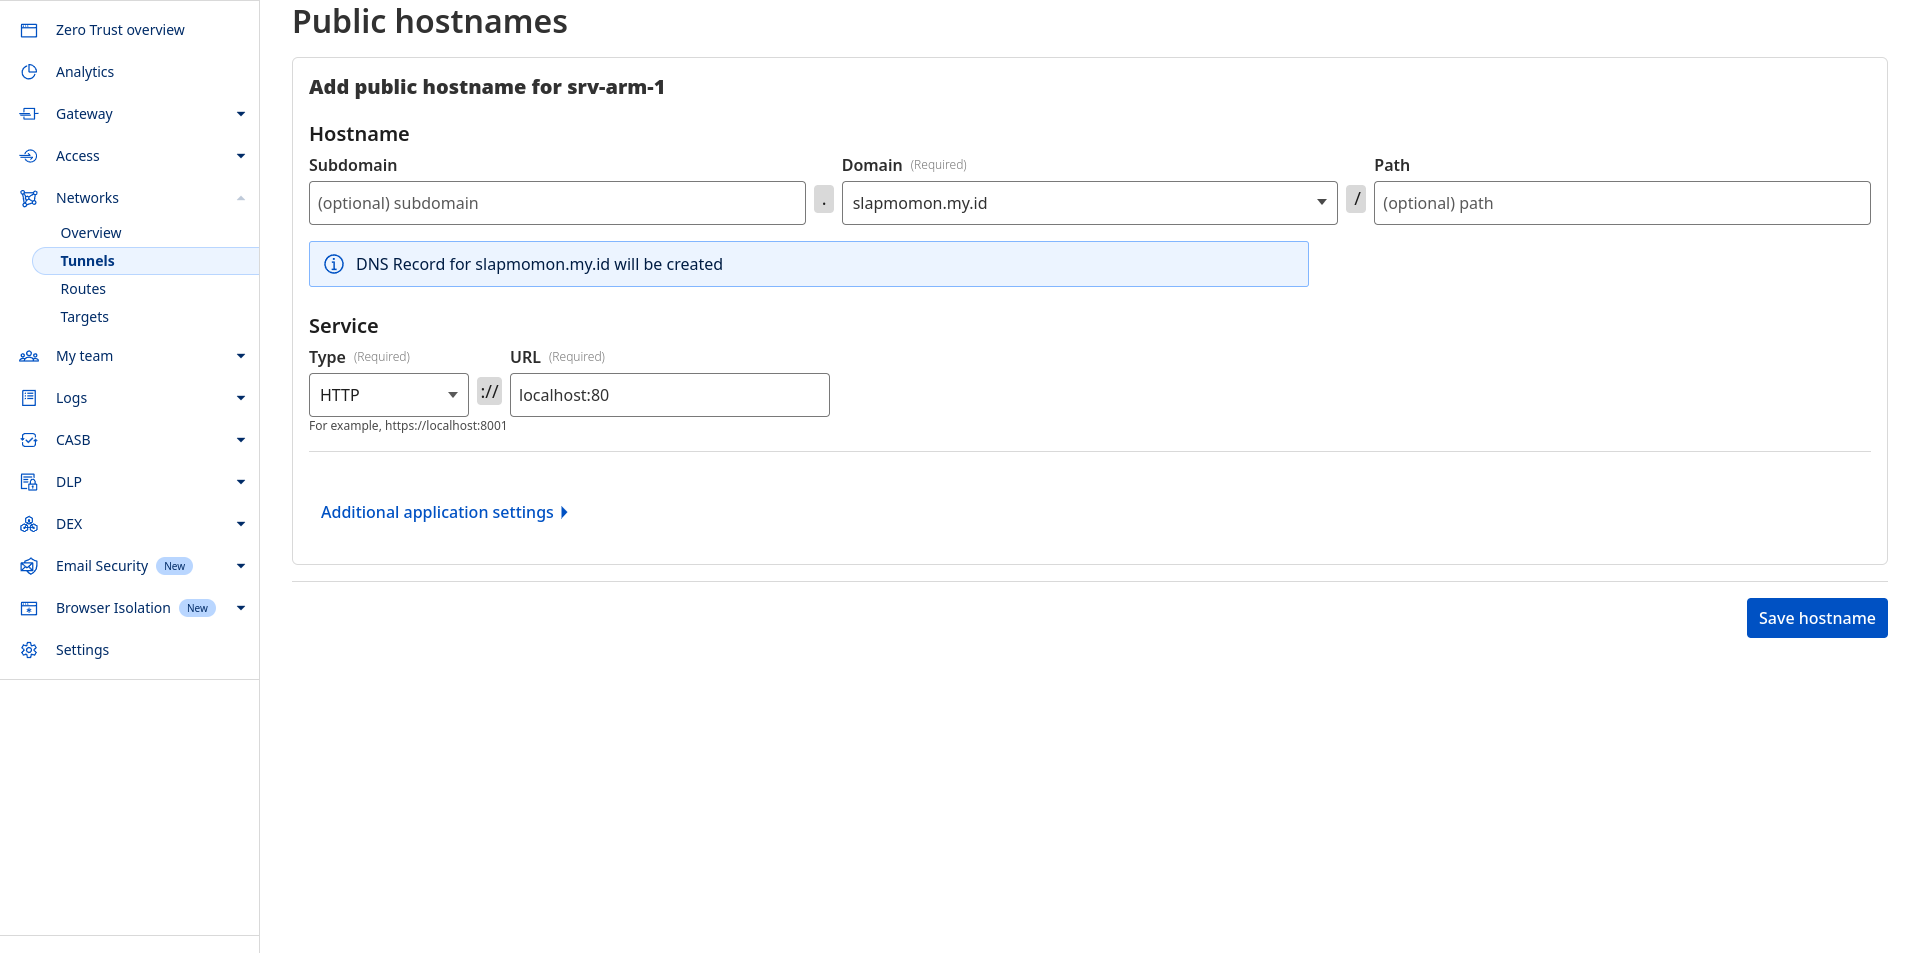 Zero Trust overview
Analytics
Gateway
Access
Networks
Overview
Tunnels
Routes
Targets
My team
Logs
CASB
DLP
DEX
Email Security New
Browser Isolation New
Settings
Public hostnames
Add public hostname for srv-arm-1
Hostname
Subdomain Domain (Required) Path
(optional) subdomain . slapmomon.my.id / (optional) path
DNS Record for slapmomon.my.id will be created
Service
Type (Required) URL (Required)
HTTP :// localhost:80
For example, https://localhost:8001
Additional application settings
Save hostname